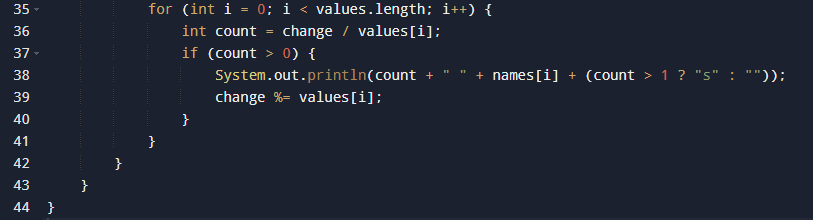 35 for (int i = 0; i < values.length; i++) {
36 int count = change / values[i];
37 if (count > 0) {
38 System.out.println(count + " " + names[i] + (count > 1 ? "s" : ""));
39 change %= values[i];
40 }
41 }
42 }
43 }
44 }